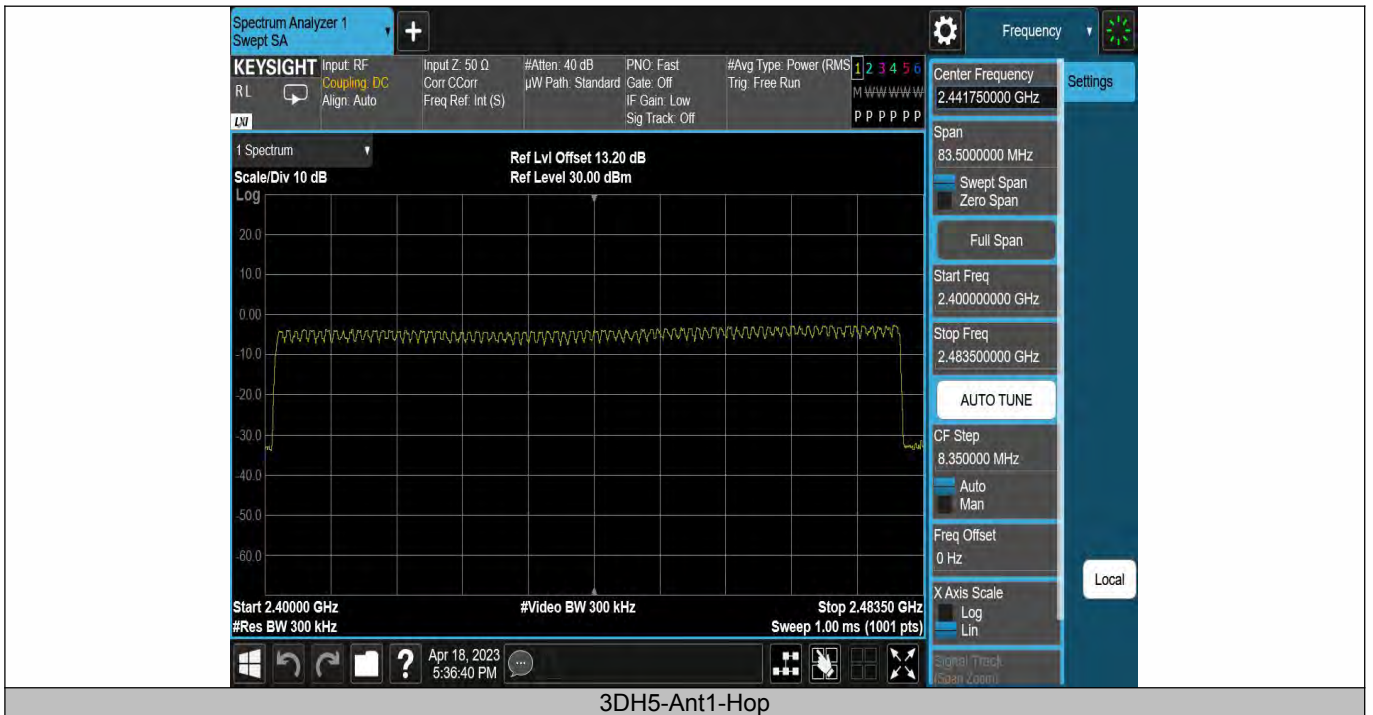 Spectrum Analyzer 1
Swept SA
Frequency
KEYSIGHT
RL
LXI
Input: RF
Coupling: DC
Align: Auto
Input Z: 50 Ω
Corr CCorr
Freq Ref: Int (S)
#Atten: 40 dB
µW Path: Standard
PNO: Fast
Gate: Off
IF Gain: Low
Sig Track: Off
#Avg Type: Power (RMS
Trig: Free Run
1 2 3 4 5 6
M W W W W W
P P P P P P
1 Spectrum
Scale/Div 10 dB
Ref Lvl Offset 13.20 dB
Ref Level 30.00 dBm
Log
20.0
10.0
0.00
-10.0
-20.0
-30.0
-40.0
-50.0
-60.0
Start 2.40000 GHz
#Video BW 300 kHz
Stop 2.48350 GHz
#Res BW 300 kHz
Sweep 1.00 ms (1001 pts)
Center Frequency
2.441750000 GHz
Settings
Span
83.5000000 MHz
Swept Span
Zero Span
Full Span
Start Freq
2.400000000 GHz
Stop Freq
2.483500000 GHz
AUTO TUNE
CF Step
8.350000 MHz
Auto
Man
Freq Offset
0 Hz
X Axis Scale
Log
Lin
Signal Track
(Span Zoom)
Local
?
Apr 18, 2023
5:36:40 PM
3DH5-Ant1-Hop